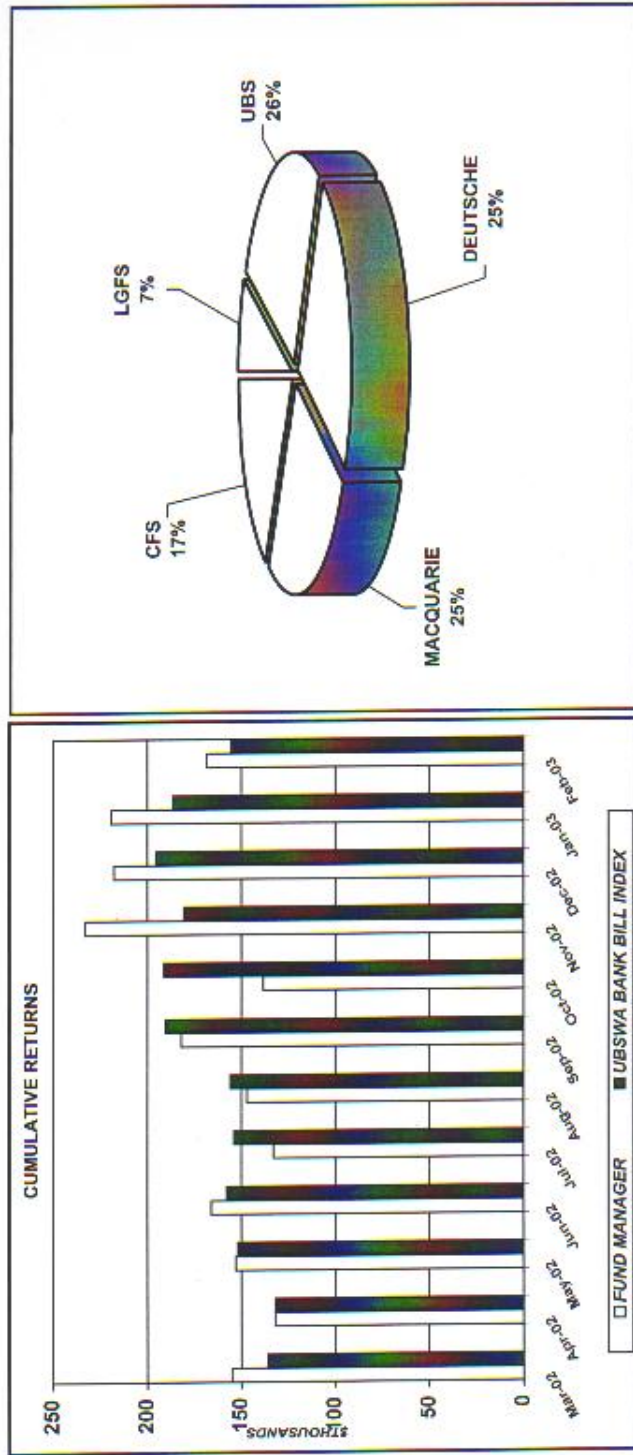 CUMULATIVE RETURNS
250
200
150
100
50
0
$THOUSANDS
Mar-02
Apr-02
May-02
Jun-02
Jul-02
Aug-02
Sep-02
Oct-02
Nov-02
Dec-02
Jan-03
Feb-03
FUND MANAGER
UBSWA BANK BILL INDEX
CFS
17%
LGFS
7%
UBS
26%
MACQUARIE
25%
DEUTSCHE
25%